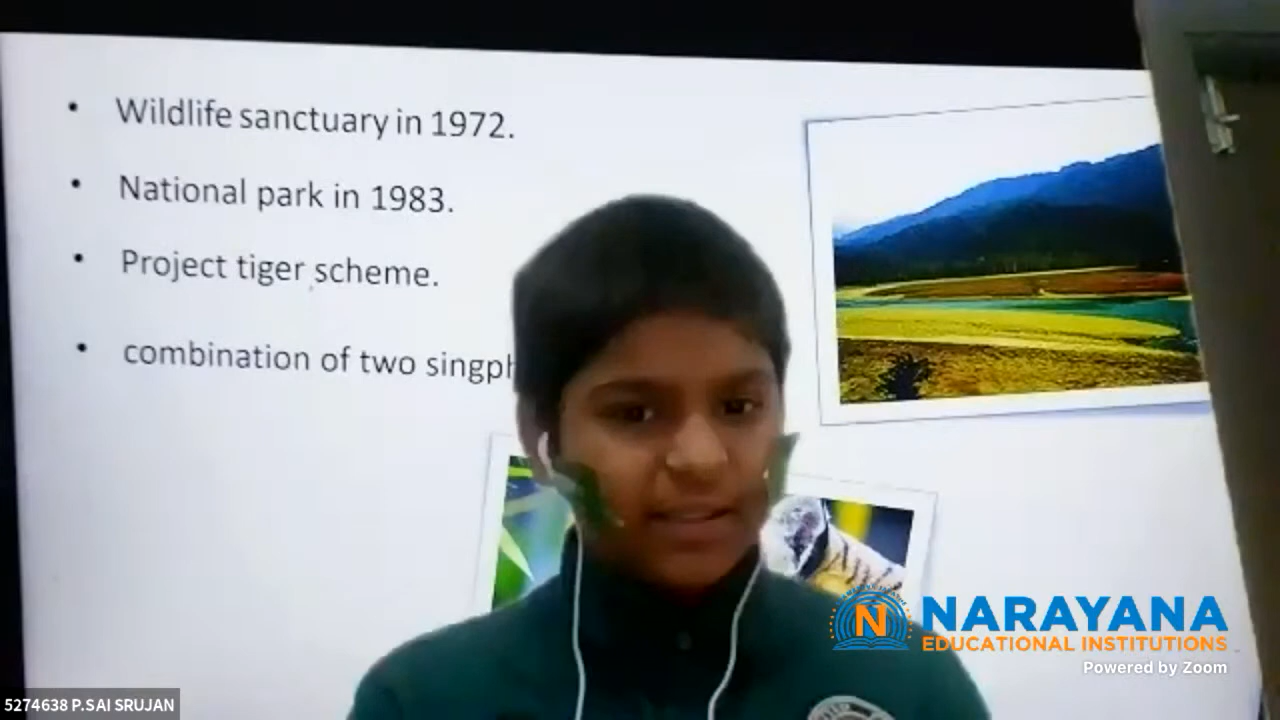 • Wildlife sanctuary in 1972.
• National park in 1983.
• Project tiger scheme.
• combination of two singph
NARAYANA
EDUCATIONAL INSTITUTIONS
Powered by Zoom
5274638 P.SAI SRUJAN